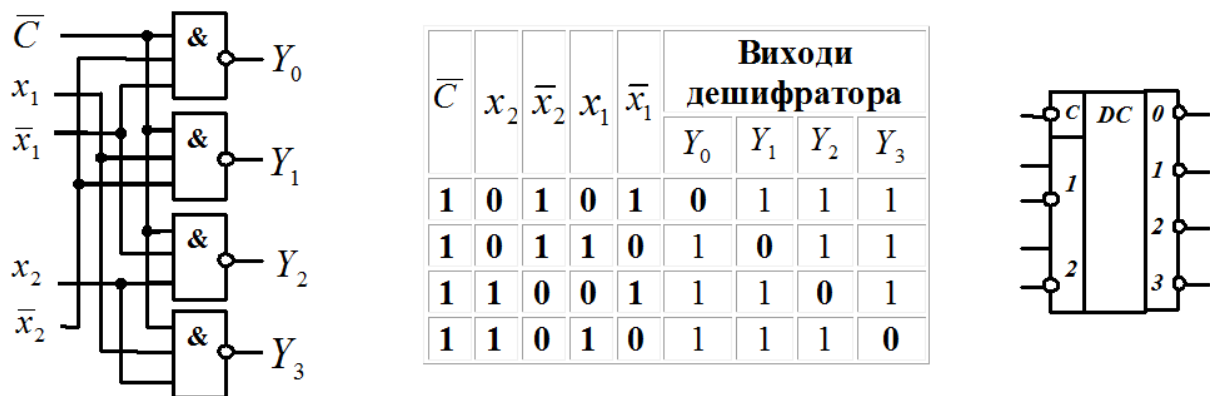 C̅
&
Y₀
x₁
x̅₁
&
Y₁
&
x₂
Y₂
x̅₂
&
Y₃
C̅ x₂ x̅₂ x₁ x̅₁ Виходи
дешифратора
Y₀ Y₁ Y₂ Y₃
1 0 1 0 1 0 1 1 1
1 0 1 1 0 1 0 1 1
1 1 0 0 1 1 1 0 1
1 1 0 1 0 1 1 1 0
C DC 0
1 1
2
2 3